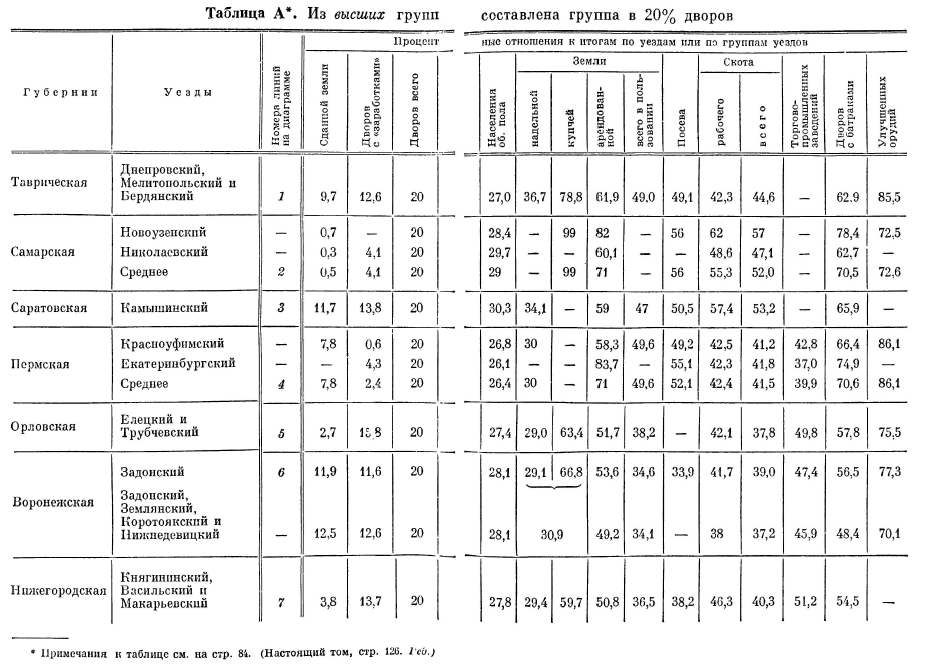 Таблица А*. Из высших групп составлена группа в 20% дворов
Процентные отношения к итогам по уездам или по группам уездов
Губернии | Уезды | Номера линий на диаграмме | Сданной земли | Дворов с «заработками» | Дворов всего | Населения об. пола | Земли: надельной | купчей | арендованной | всего в пользовании | Посева | Скота: рабочего | всего | Торгово-промышленных заведений | Дворов с батраками | Улучшенных орудий
Таврическая | Днепровский, Мелитопольский и Бердянский | 1 | 9,7 | 12,6 | 20 | 27,0 | 36,7 | 78,8 | 61,9 | 49,0 | 49,1 | 42,3 | 44,6 | — | 62.9 | 85,5
Самарская | Новоузенский | — | 0,7 | — | 20 | 28,4 | — | 99 | 82 | — | 56 | 62 | 57 | — | 78,4 | 72,5
Николаевский | — | 0,3 | 4,1 | 20 | 29,7 | — | — | 60,1 | — | — | 48,6 | 47,1 | — | 62,7 | —
Среднее | 2 | 0,5 | 4,1 | 20 | 29 | — | 99 | 71 | — | 56 | 55,3 | 52,0 | — | 70,5 | 72,6
Саратовская | Камышинский | 3 | 11,7 | 13,8 | 20 | 30,3 | 34,1 | — | 59 | 47 | 50,5 | 57,4 | 53,2 | — | 65,9 | —
Пермская | Красноуфимский | — | 7,8 | 0,6 | 20 | 26,8 | 30 | — | 58,3 | 49,6 | 49,2 | 42,5 | 41,2 | 42,8 | 66,4 | 86,1
Екатеринбургский | — | — | 4,3 | 20 | 26,1 | — | — | 83,7 | — | 55,1 | 42,3 | 41,8 | 37,0 | 74,9 | —
Среднее | 4 | 7,8 | 2,4 | 20 | 26,4 | 30 | — | 71 | 49,6 | 52,1 | 42,4 | 41,5 | 39,9 | 70,6 | 86,1
Орловская | Елецкий и Трубчевский | 5 | 2,7 | 15,8 | 20 | 27,4 | 29,0 | 63,4 | 51,7 | 38,2 | — | 42,1 | 37,8 | 49,8 | 57,8 | 75,5
Воронежская | Задонский | 6 | 11,9 | 11,6 | 20 | 28,1 | 29,1 | 66,8 | 53,6 | 34,6 | 33,9 | 41,7 | 39,0 | 47,4 | 56,5 | 77,3
Задонский, Землянский, Коротоякский и Нижнедевицкий | — | 12,5 | 12,6 | 20 | 28,1 | 30,9 | 49,2 | 34,1 | — | 38 | 37,2 | 45,9 | 48,4 | 70,1
Нижегородская | Княгининский, Васильский и Макарьевский | 7 | 3,8 | 13,7 | 20 | 27,8 | 29,4 | 59,7 | 50,8 | 36,5 | 38,2 | 46,3 | 40,3 | 51,2 | 54,5 | —
* Примечания к таблице см. на стр. 84. (Настоящий том, стр. 126. Ред.)